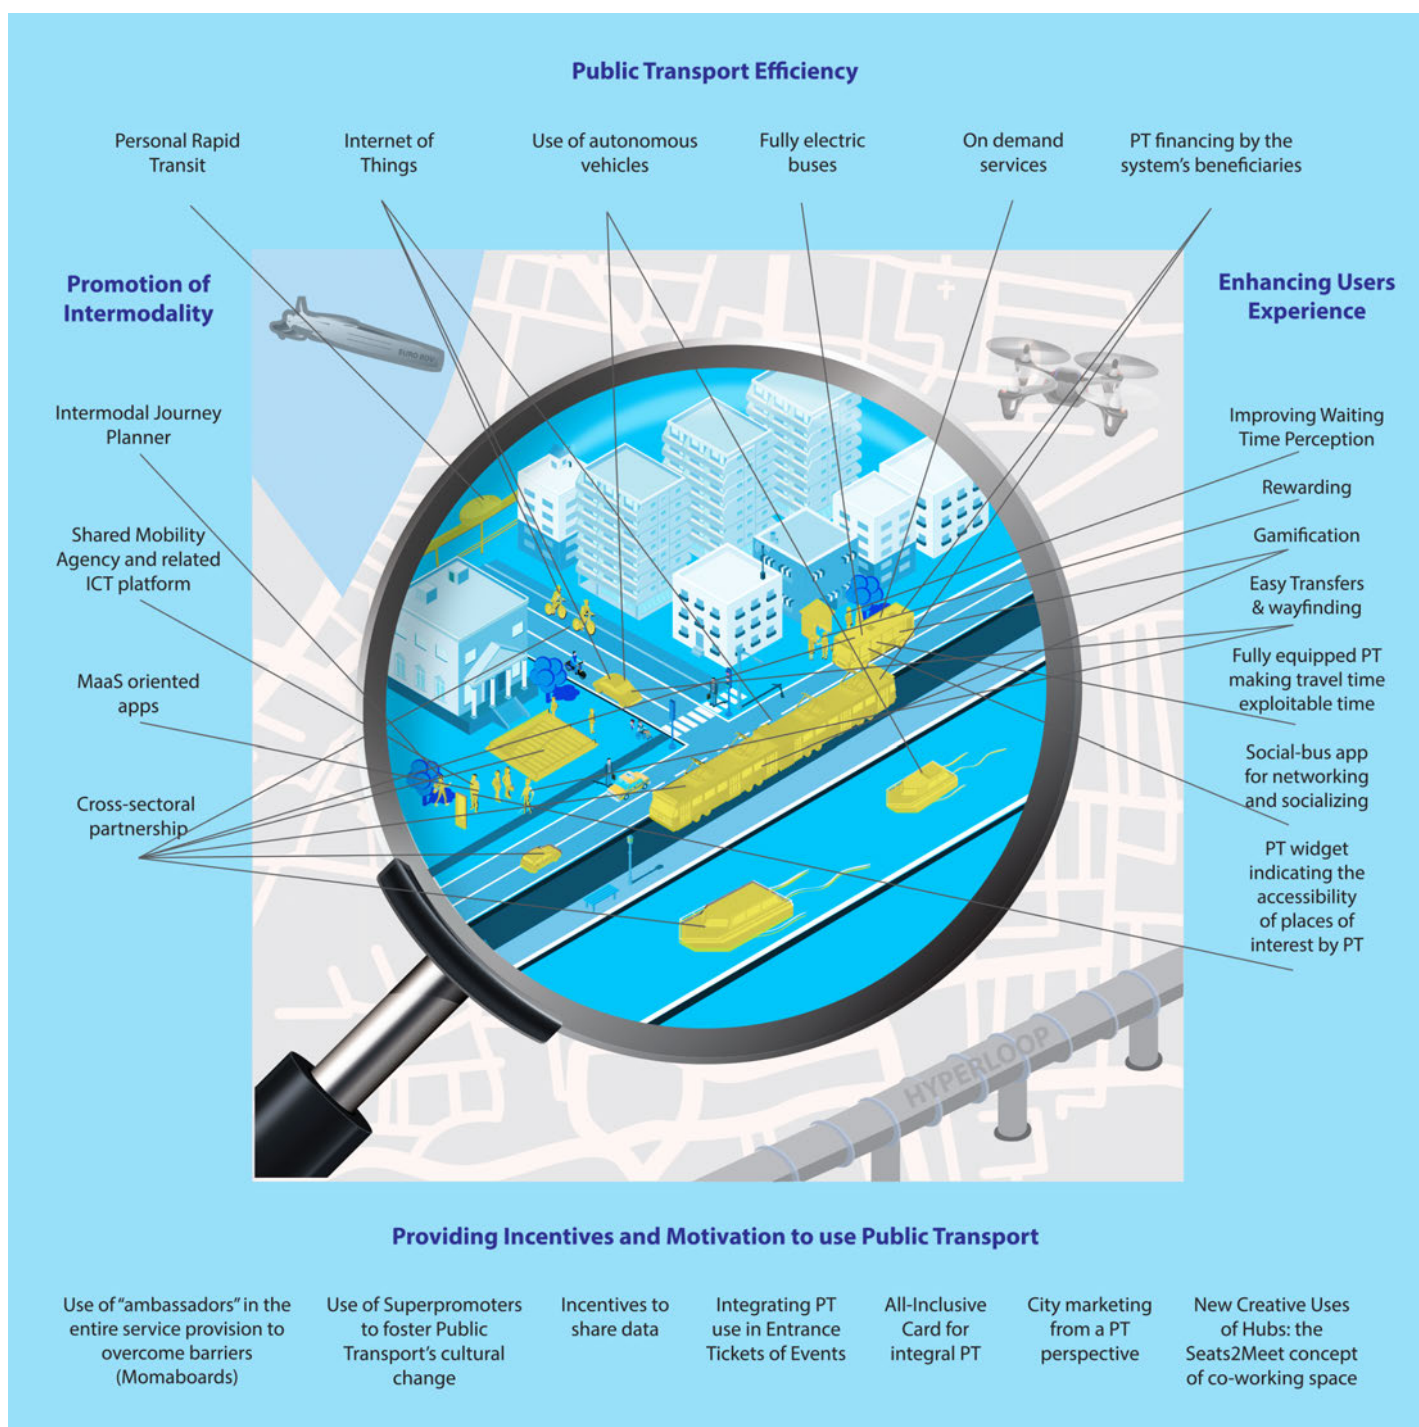 Public Transport Efficiency
Personal Rapid
Transit
Internet of
Things
Use of autonomous
vehicles
Fully electric
buses
On demand
services
PT financing by the
system's beneficiaries
Promotion of
Intermodality
Intermodal Journey
Planner
Shared Mobility
Agency and related
ICT platform
MaaS oriented
apps
Cross-sectoral
partnership
Enhancing Users
Experience
Improving Waiting
Time Perception
Rewarding
Gamification
Easy Transfers
& wayfinding
Fully equipped PT
making travel time
exploitable time
Social-bus app
for networking
and socializing
PT widget
indicating the
accessibility
of places of
interest by PT
HYPERLOOP
Providing Incentives and Motivation to use Public Transport
Use of "ambassadors" in the
entire service provision to
overcome barriers
(Momaboards)
Use of Superpromoters
to foster Public
Transport's cultural
change
Incentives to
share data
Integrating PT
use in Entrance
Tickets of Events
All-Inclusive
Card for
integral PT
City marketing
from a PT
perspective
New Creative Uses
of Hubs: the
Seats2Meet concept
of co-working space